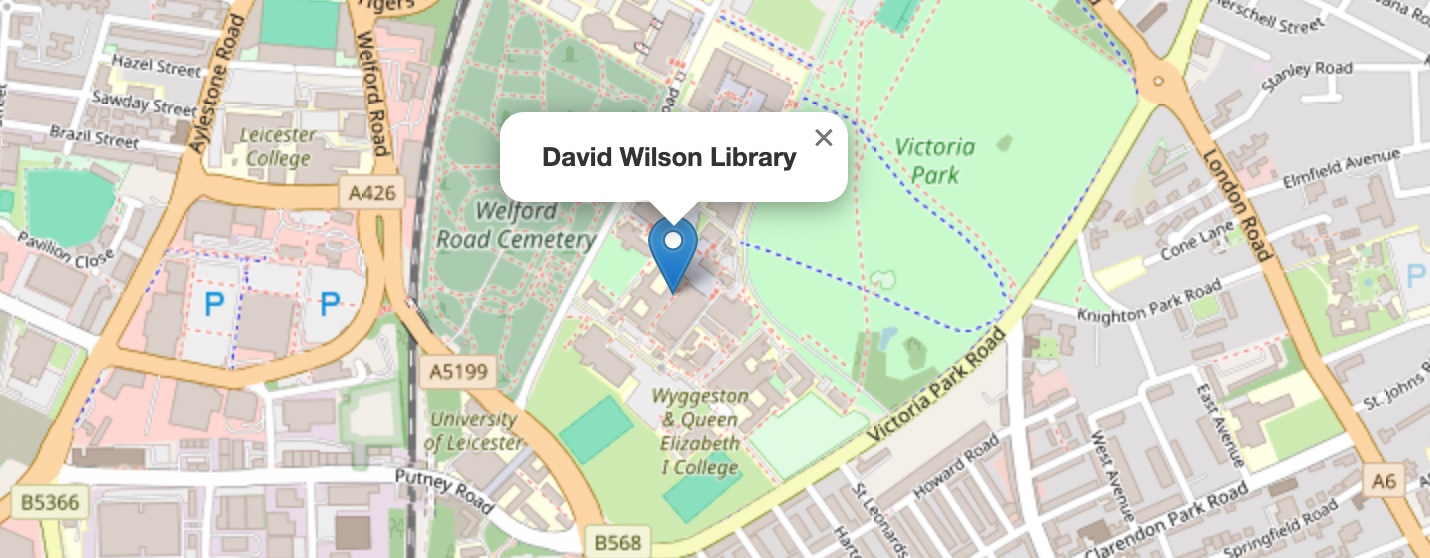 Tigers
Hazel Street
Sawday Street
Brazil Street
Aylestone Road
Welford Road
Leicester
College
A426
Pavilion Close
P
P
David Wilson Library
×
Welford
Road Cemetery
Victoria
Park
Herschell Street
Stanley Road
London Road
Elmfield Avenue
Cone Lane
Knighton Park Road
P
A5199
University
of Leicester
Wyggeston
& Queen
Elizabeth
I College
Victoria Park Road
B5366
Putney Road
B568
St Leonards
Howard Road
West Avenue
East Avenue
Clarendon Park Road
Springfield Road
St. Johns
A6